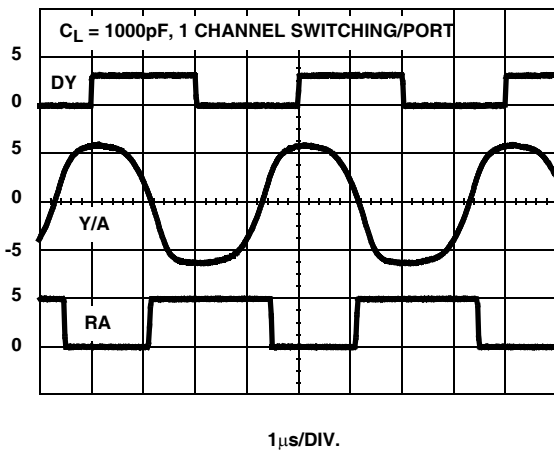 5
C_L = 1000pF, 1 CHANNEL SWITCHING/PORT
DY
0
5
0
Y/A
-5
5
RA
0
1μs/DIV.